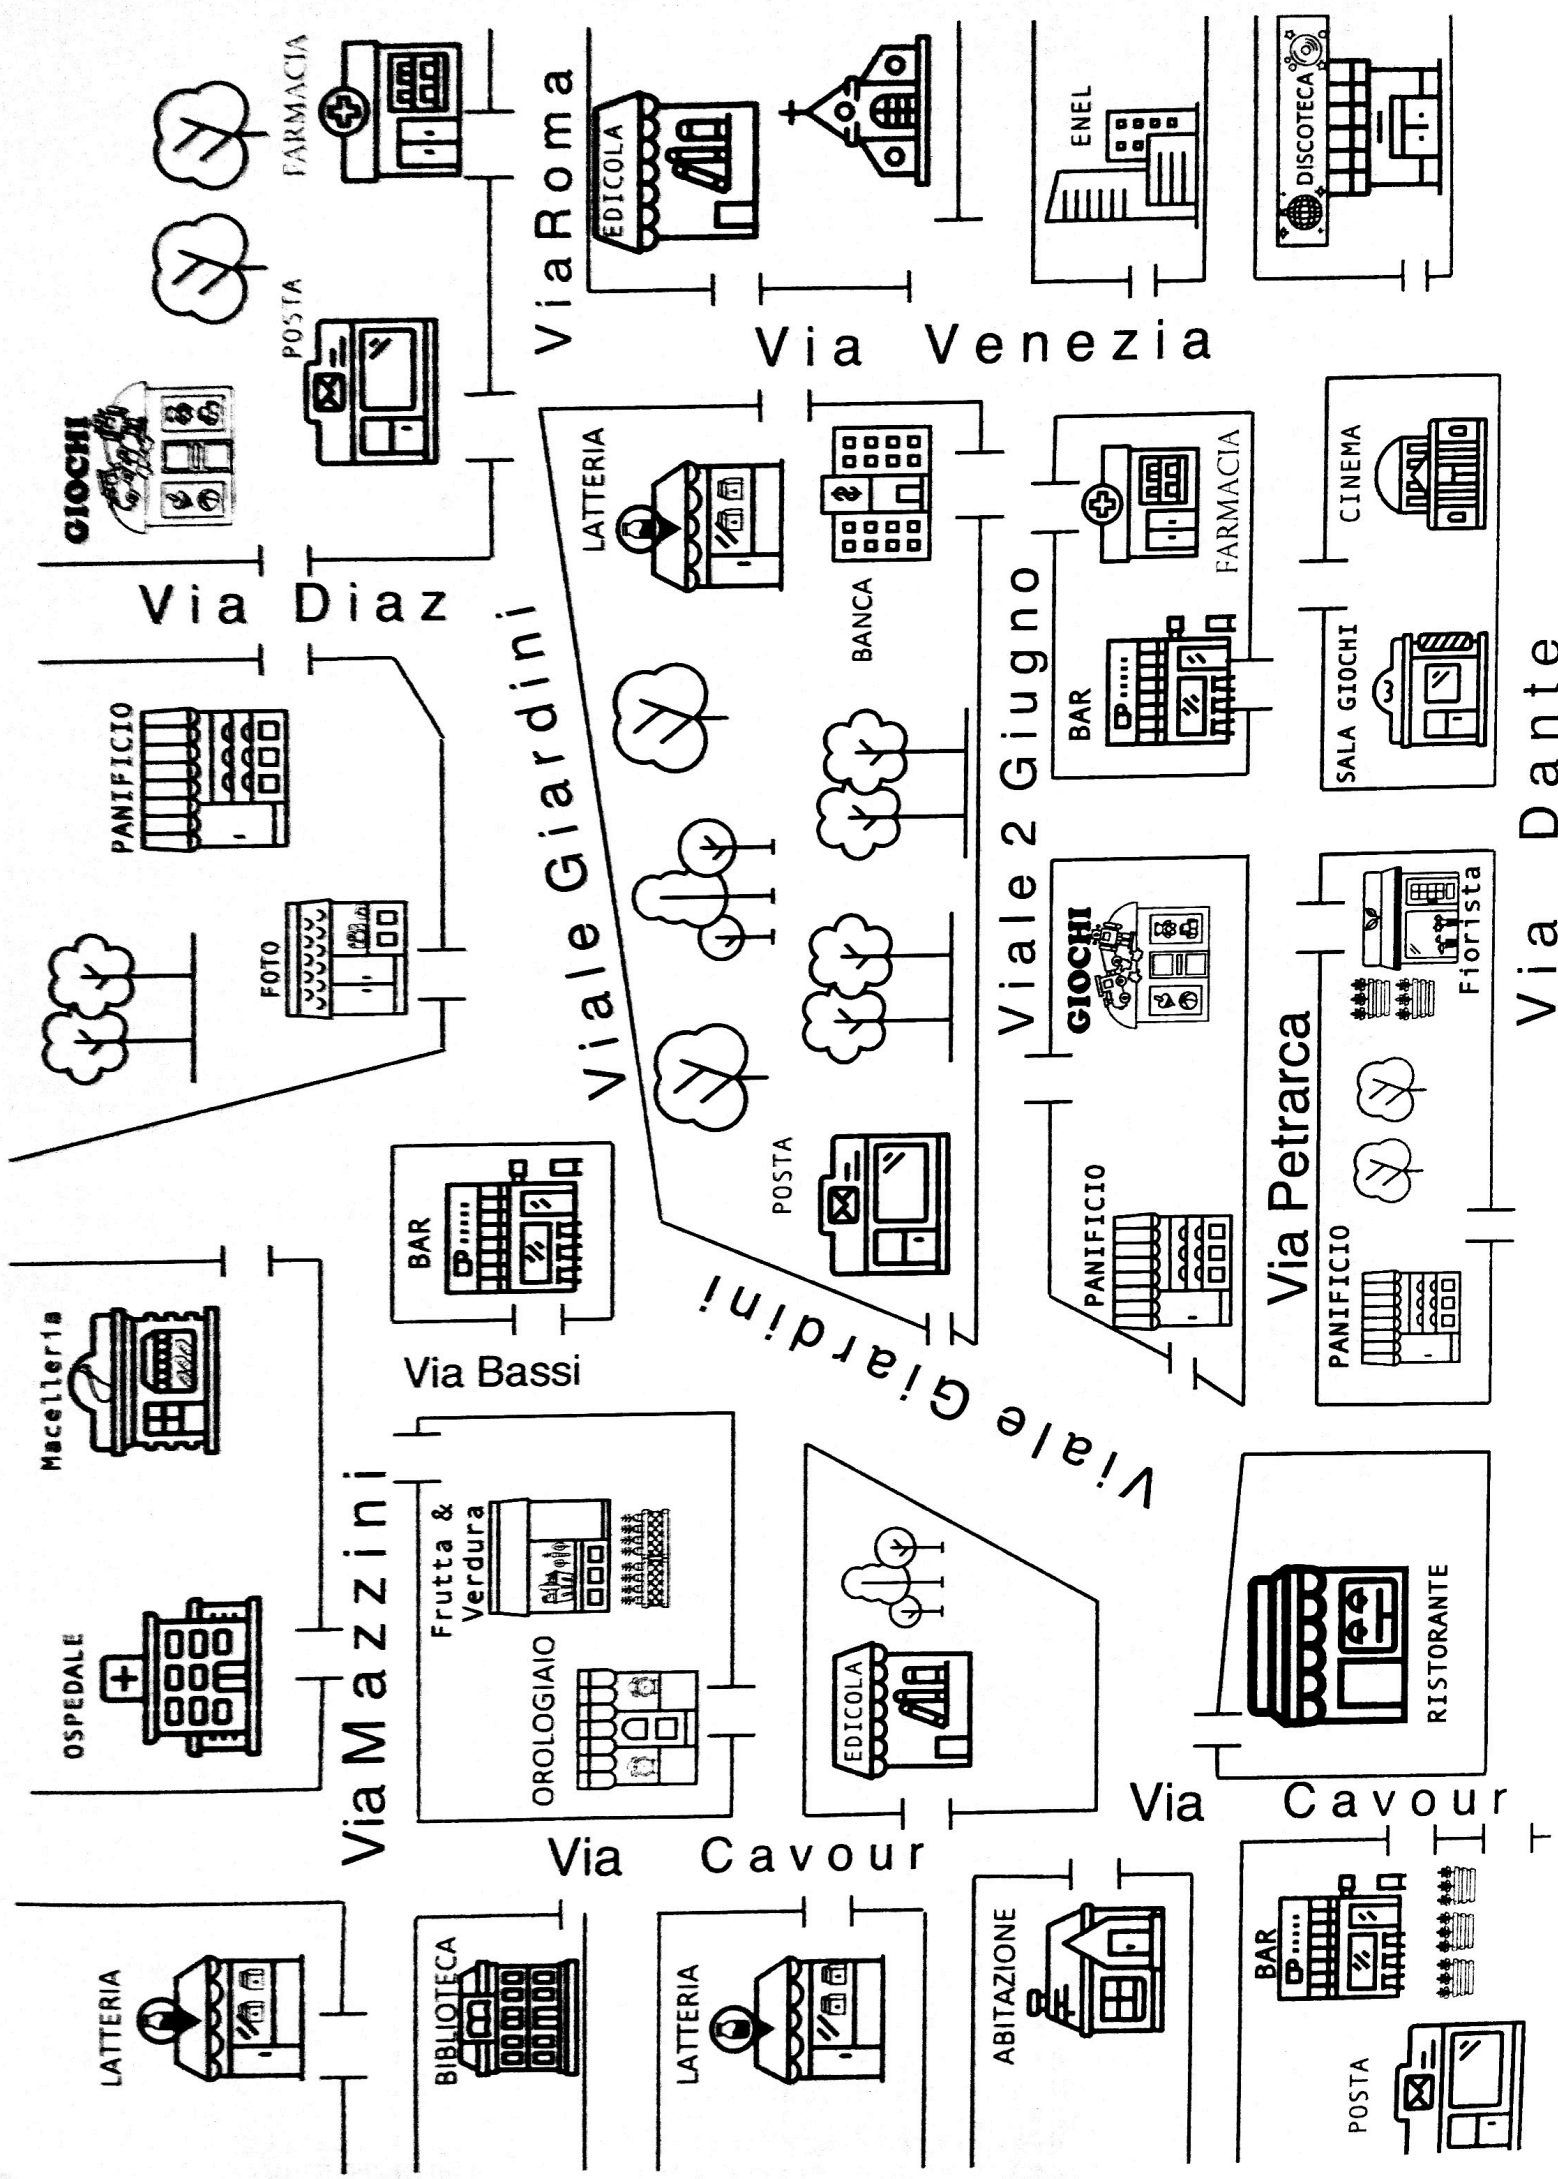 LATTERIA
OSPEDALE
Macelleria
PANIFICIO
Via Diaz
GIOCHI
POSTA
FARMACIA
FOTO
Via Mazzini
Via Roma
BIBLIOTECA
Frutta &
Verdura
OROLOGIAIO
BAR
Via Bassi
Viale Giardini
LATTERIA
EDICOLA
Via Cavour
LATTERIA
EDICOLA
Viale Giardini
POSTA
BANCA
Via Venezia
ABITAZIONE
PANIFICIO
GIOCHI
Viale 2 Giugno
BAR
FARMACIA
ENEL
Via Cavour
BAR
POSTA
RISTORANTE
Via Petrarca
PANIFICIO
Fiorista
SALA GIOCHI
CINEMA
DISCOTECA
Via Dante